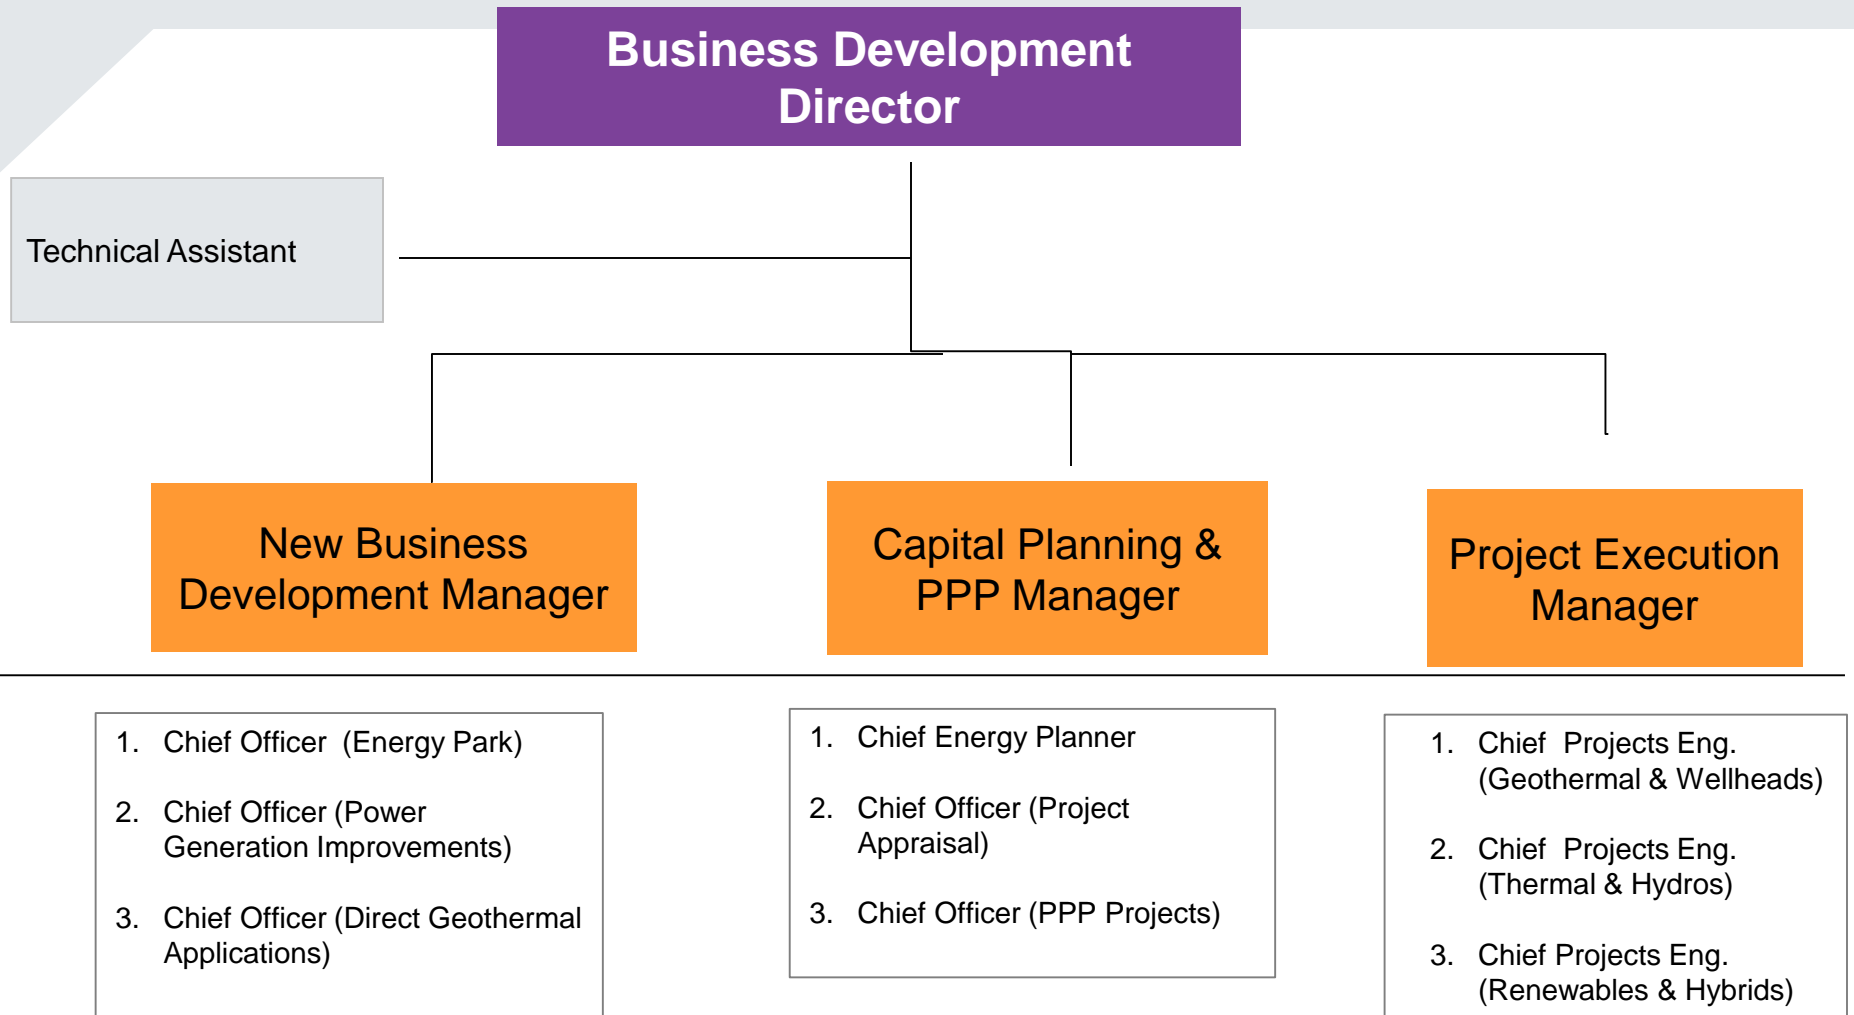 Business Development
Director
Technical Assistant
New Business
Development Manager
Capital Planning &
PPP Manager
Project Execution
Manager
1. Chief Officer (Energy Park)
2. Chief Officer (Power
Generation Improvements)
3. Chief Officer (Direct Geothermal
Applications)
1. Chief Energy Planner
2. Chief Officer (Project
Appraisal)
3. Chief Officer (PPP Projects)
1. Chief Projects Eng.
(Geothermal & Wellheads)
2. Chief Projects Eng.
(Thermal & Hydros)
3. Chief Projects Eng.
(Renewables & Hybrids)